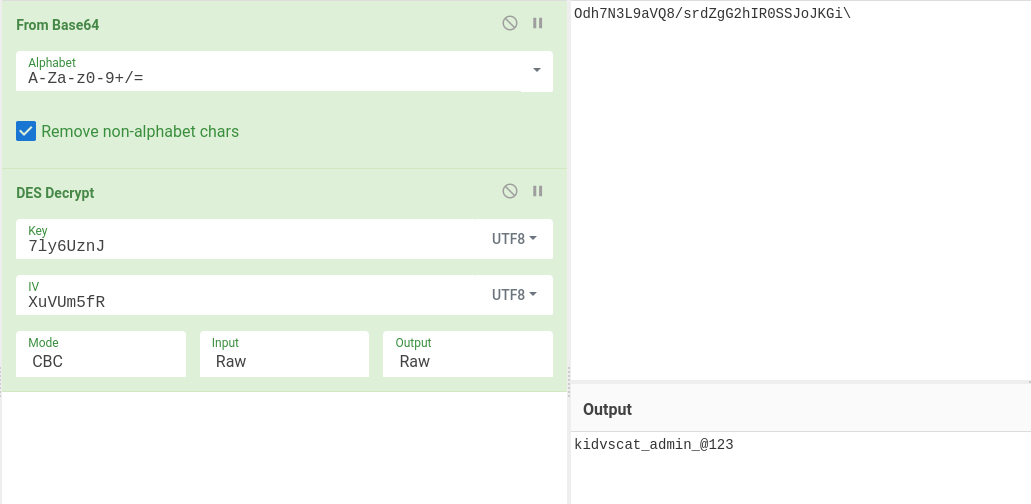 From Base64
Alphabet
A-Za-z0-9+/=
Remove non-alphabet chars
DES Decrypt
Key
7ly6UznJ
UTF8
IV
XuVUm5fR
UTF8
Mode
CBC
Input
Raw
Output
Raw
Odh7N3L9aVQ8/srdZgG2hIR0SSJoJKGi\
Output
kidvscat_admin_@123